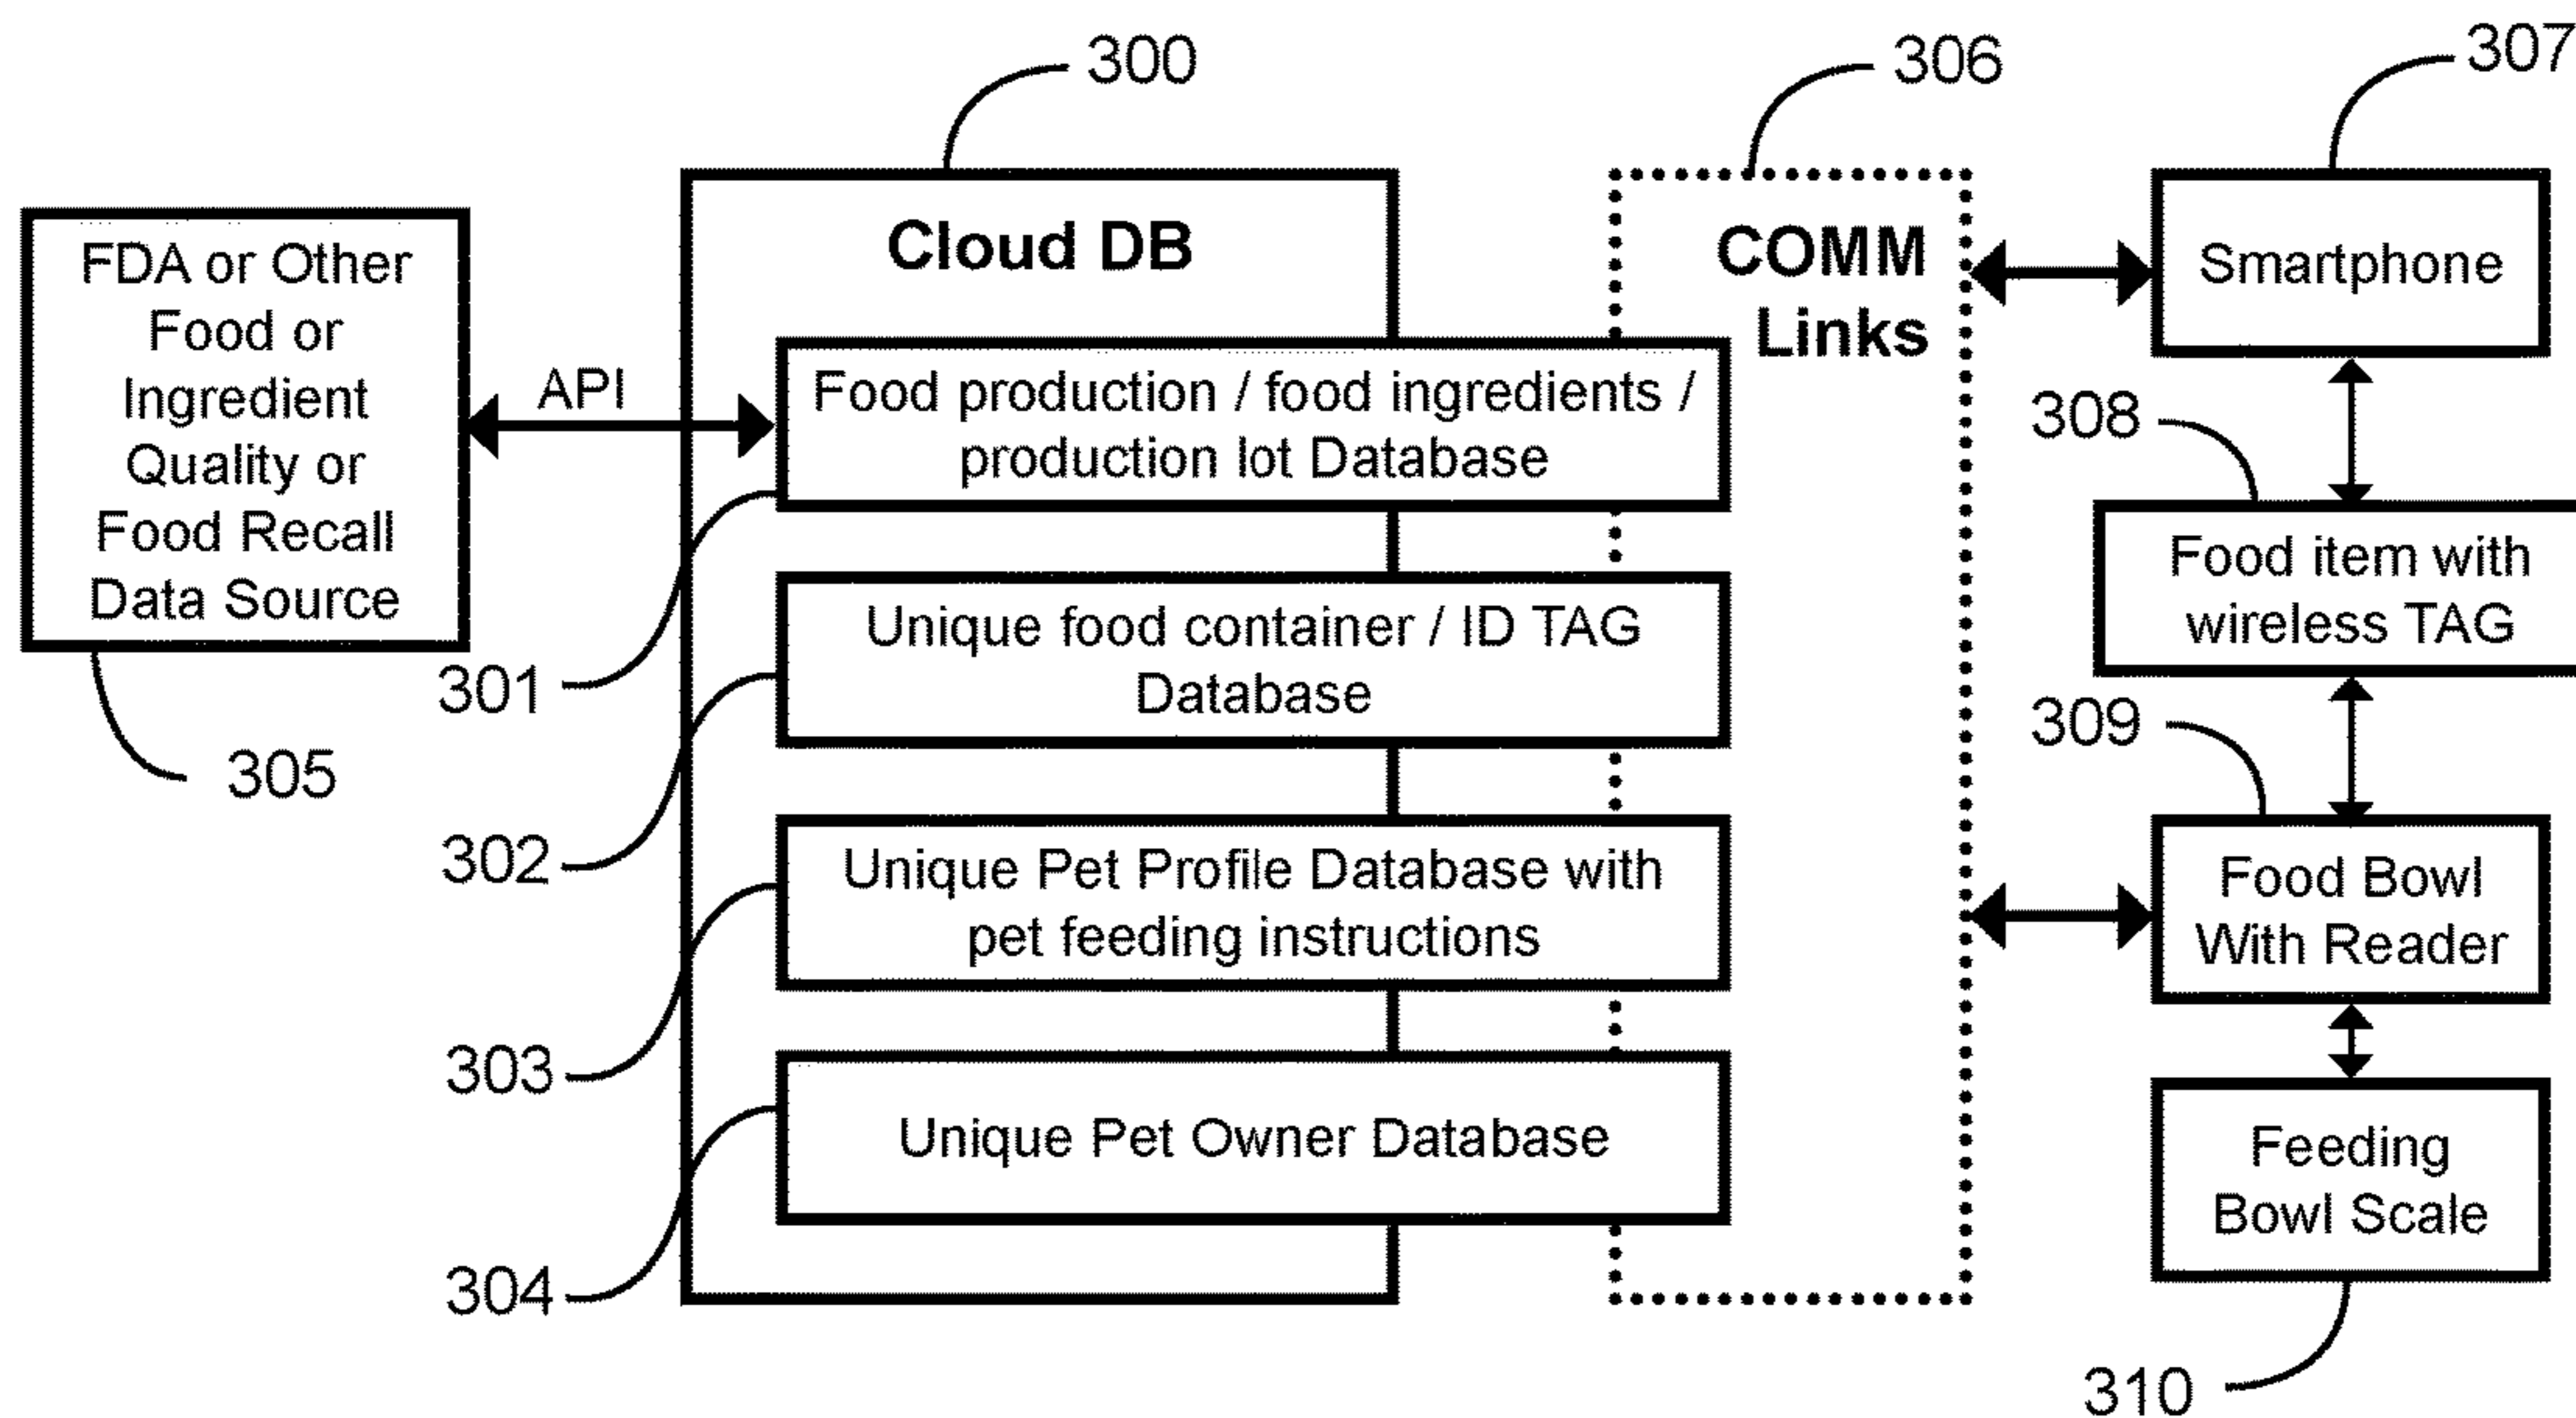 300
306
307
FDA or Other
Food or
Ingredient
Quality or
Food Recall
Data Source
305
API
Cloud DB
Food production / food ingredients /
production lot Database
301
Unique food container / ID TAG
Database
302
Unique Pet Profile Database with
pet feeding instructions
303
Unique Pet Owner Database
304
COMM
Links
Smartphone
308
Food item with
wireless TAG
309
Food Bowl
With Reader
Feeding
Bowl Scale
310